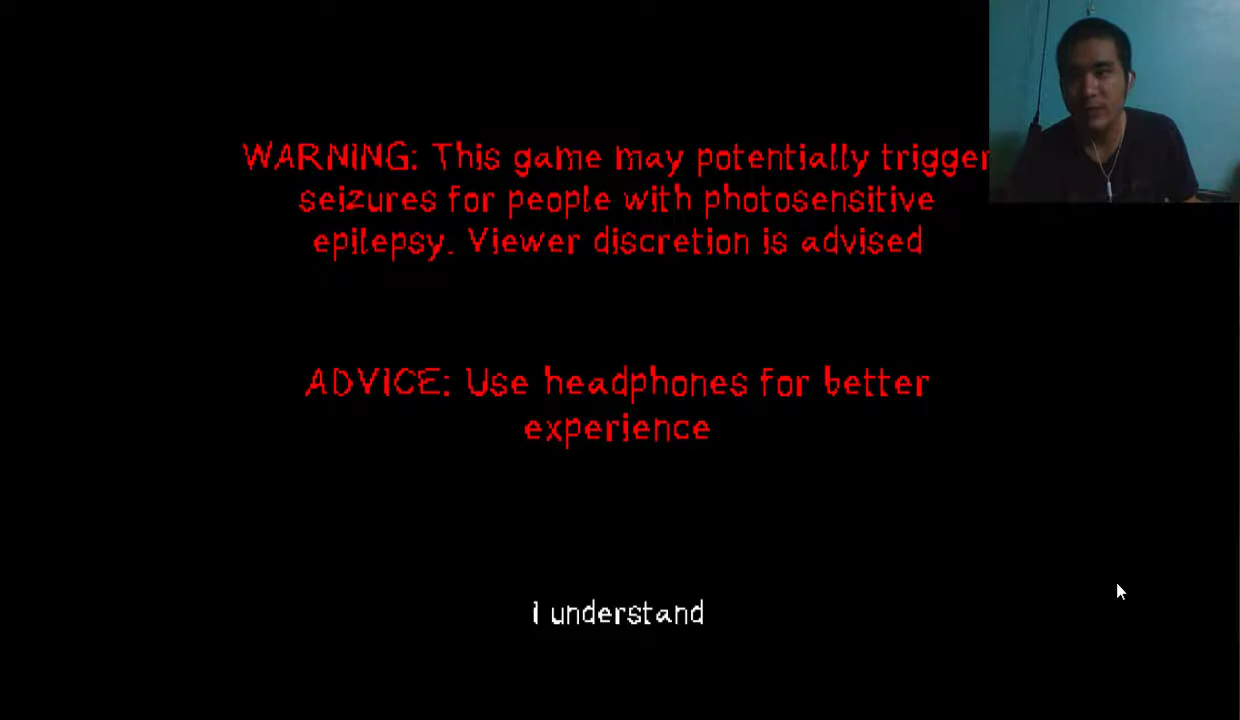 WARNING: This game may potentially trigger
seizures for people with photosensitive
epilepsy. Viewer discretion is advised
ADVICE: Use headphones for better
experience
I understand